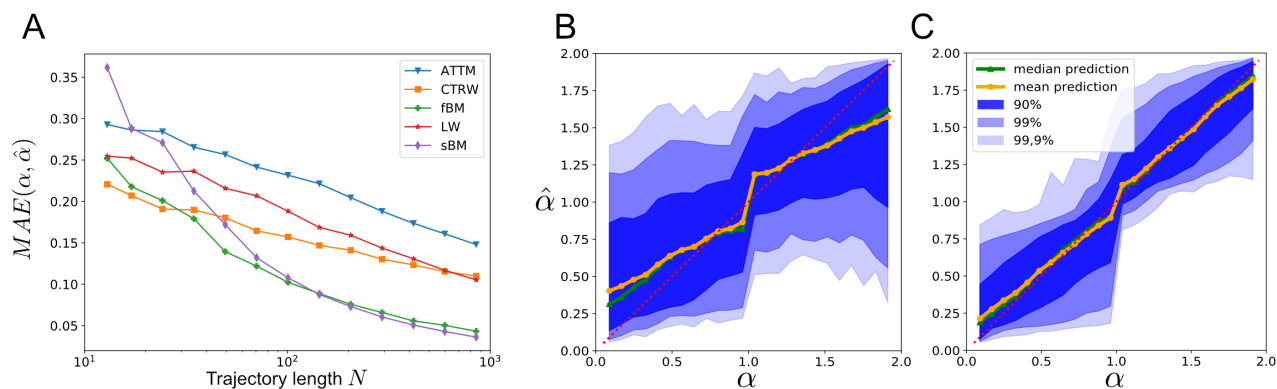 A
B
C
MAE(α, α̂)
0.35
0.30
0.25
0.20
0.15
0.10
0.05
ATTM
CTRW
fBM
LW
sBM
10¹
10²
10³
Trajectory length N
α̂
2.00
1.75
1.50
1.25
1.00
0.75
0.50
0.25
0.00
0.0
0.5
1.0
1.5
2.0
α
2.00
1.75
1.50
1.25
1.00
0.75
0.50
0.25
0.00
median prediction
mean prediction
90%
99%
99,9%
0.0
0.5
1.0
1.5
2.0
α